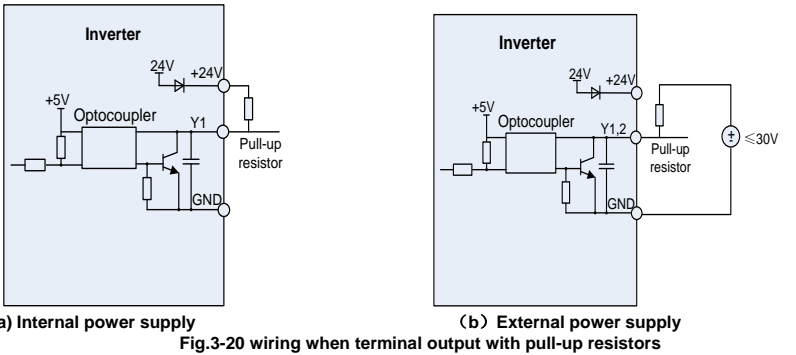 Inverter
24V
+24V
+5V
Optocoupler
Y1
Pull-up
resistor
GND
a) Internal power supply
Inverter
24V
+24V
+5V
Optocoupler
Y1,2
Pull-up
resistor
≤30V
GND
（b） External power supply
Fig.3-20 wiring when terminal output with pull-up resistors